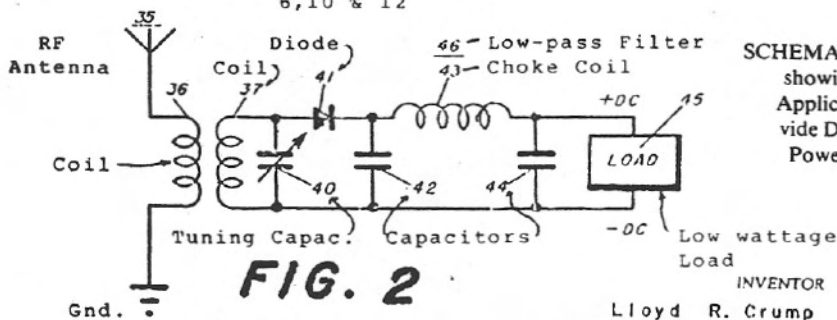 6,10 & 12
35
RF
Antenna
Diode
41
46 Low-pass Filter
43 Choke Coil
Coil
36
37
SCHEMA
showi
Applic
vide D
Powe
+DC
45
LOAD
Coil
40
42
44
-DC
Tuning Capac.
Capacitors
Low wattage
Load
FIG. 2
INVENTOR
Gnd.
Lloyd R. Crump